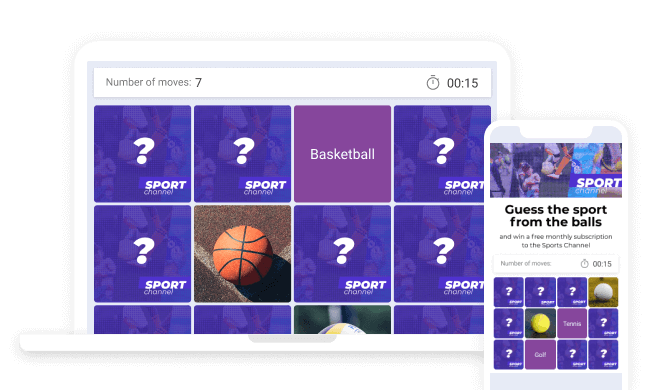 Number of moves: 7
00:15
?
?
Basketball
?
SPORT
channel
SPORT
channel
SPORT
channel
?
?
?
SPORT
channel
SPORT
channel
SPORT
channel
SPORT
channel
Guess the sport
from the balls
and win a free monthly subscription
to the Sports Channel
Number of moves:
00:15
?
?
?
SPORT
SPORT
SPORT
?
Tennis
?
SPORT
SPORT
?
Golf
?
?
SPORT
SPORT
SPORT